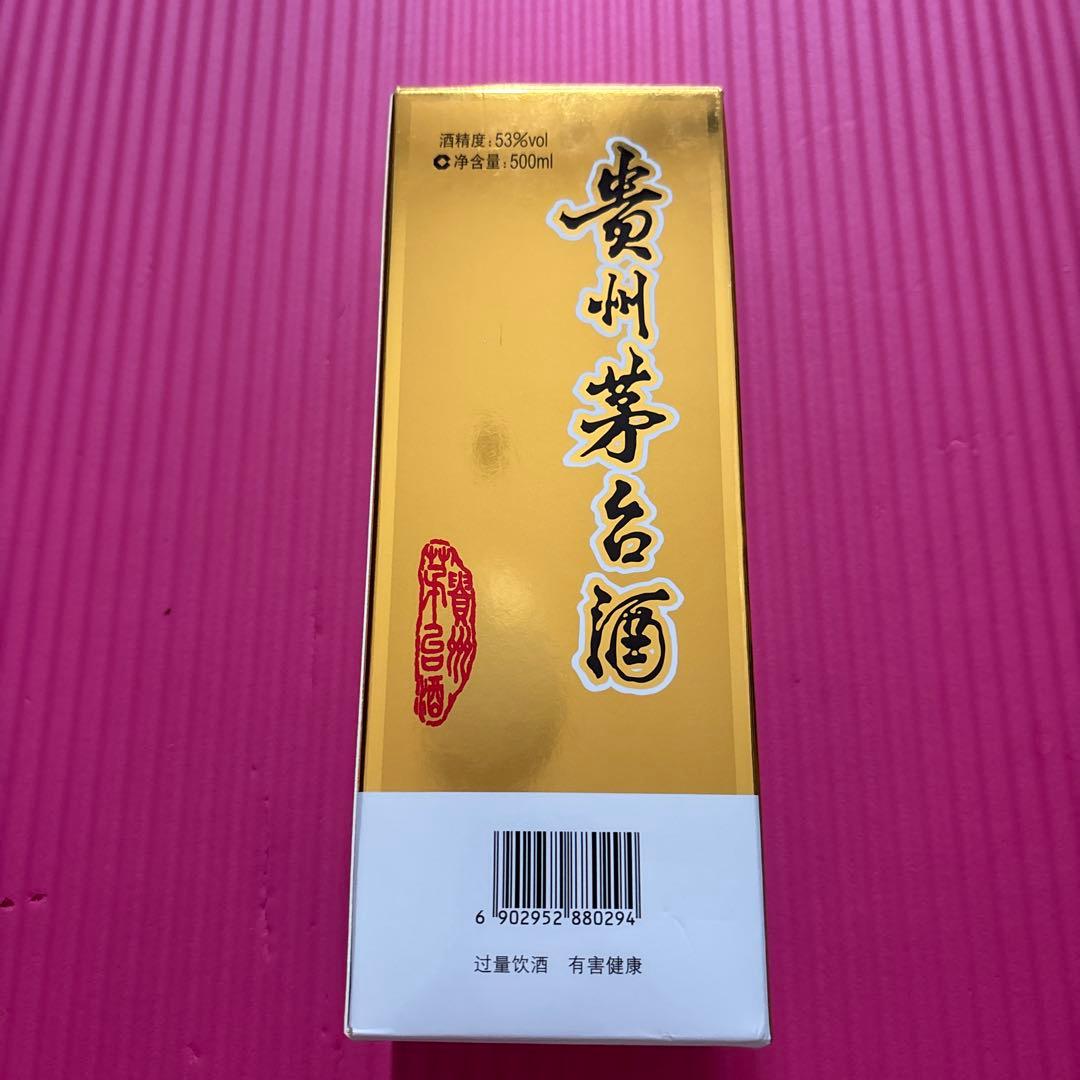 酒精度:53%vol
净含量:500ml
贵州茅台酒
貴州
茅台酒
6 902952 880294
过量饮酒 有害健康